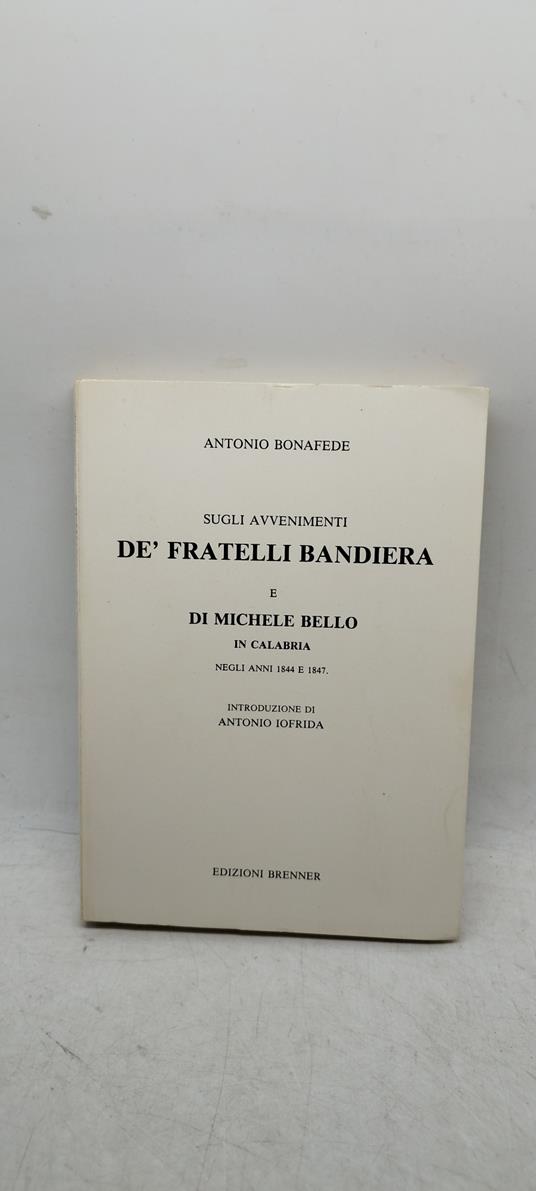 ANTONIO BONAFEDE
SUGLI AVVENIMENTI
DE' FRATELLI BANDIERA
E
DI MICHELE BELLO
IN CALABRIA
NEGLI ANNI 1844 E 1847.
INTRODUZIONE DI
ANTONIO IOFRIDA
EDIZIONI BRENNER